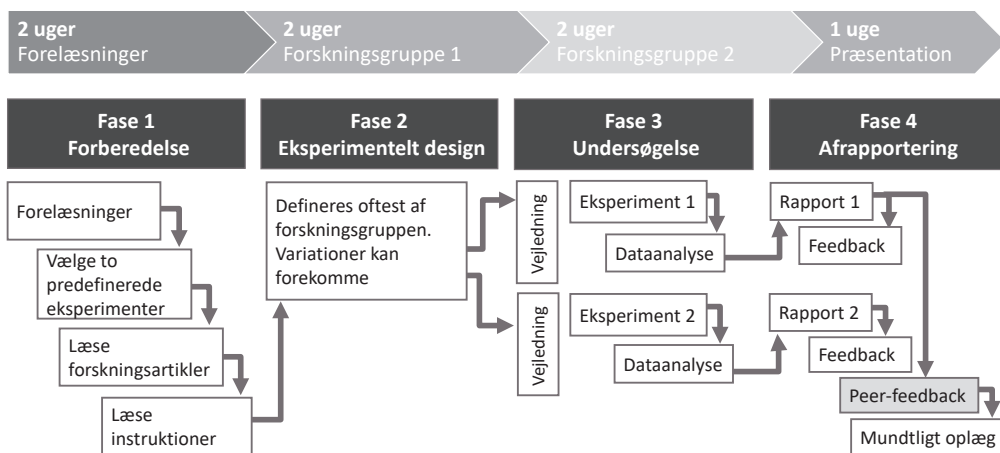 2 uger
Forelæsninger
2 uger
Forskningsgruppe 1
2 uger
Forskningsgruppe 2
1 uge
Præsentation
Fase 1
Forberedelse
Fase 2
Eksperimentelt design
Fase 3
Undersøgelse
Fase 4
Afrapportering
Forelæsninger
Vælge to
predefinerede
eksperimenter
Læse
forskningsartikler
Læse
instruktioner
Defineres oftest af
forskningsgruppen.
Variationer kan
forekomme
Vejledning
Eksperiment 1
Dataanalyse
Rapport 1
Feedback
Vejledning
Eksperiment 2
Dataanalyse
Rapport 2
Feedback
Peer-feedback
Mundtligt oplæg